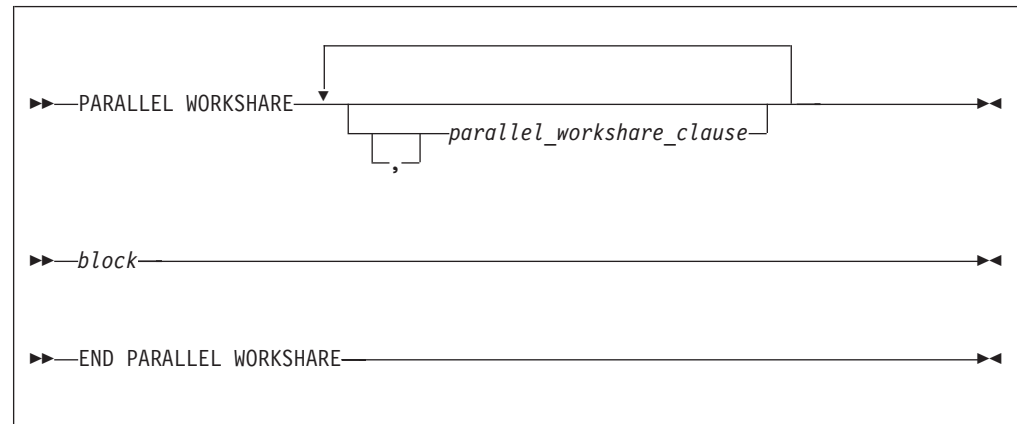 PARALLEL WORKSHARE
parallel_workshare_clause
,
block
END PARALLEL WORKSHARE